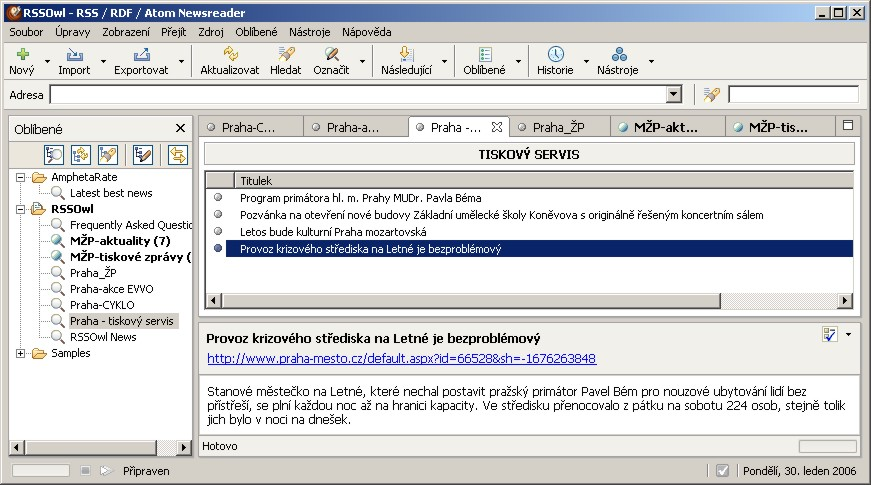 RSSOwl - RSS / RDF / Atom Newsreader
Soubor Úpravy Zobrazení Přejít Zdroj Oblíbené Nástroje Nápověda
Nový Import Exportovat Aktualizovat Hledat Označit Následující Oblíbené Historie Nástroje
Adresa
Oblíbené
AmphetaRate
Latest best news
RSSOwl
Frequently Asked Questic
MŽP-aktuality (7)
MŽP-tiskové zprávy (
Praha_ŽP
Praha-akce EVVO
Praha-CYKLO
Praha - tiskový servis
RSSOwl News
Samples
Praha-C... Praha-a... Praha -... Praha_ŽP MŽP-akt... MŽP-tis...
TISKOVÝ SERVIS
Titulek
Program primátora hl. m. Prahy MUDr. Pavla Béma
Pozvánka na otevření nové budovy Základní umělecké školy Koněvova s originálně řešeným koncertním sálem
Letos bude kulturní Praha mozartovská
Provoz krizového střediska na Letné je bezproblémový
Provoz krizového střediska na Letné je bezproblémový
http://www.praha-mesto.cz/default.aspx?id=66528&sh=-1676263848
Stanové městečko na Letné, které nechal postavit pražský primátor Pavel Bém pro nouzové ubytování lidí bez
přístřeší, se plní každou noc až na hranici kapacity. Ve středisku přenocovalo z pátku na sobotu 224 osob, stejně tolik
jich bylo v noci na dnešek.
Hotovo
Připraven
Pondělí, 30. leden 2006